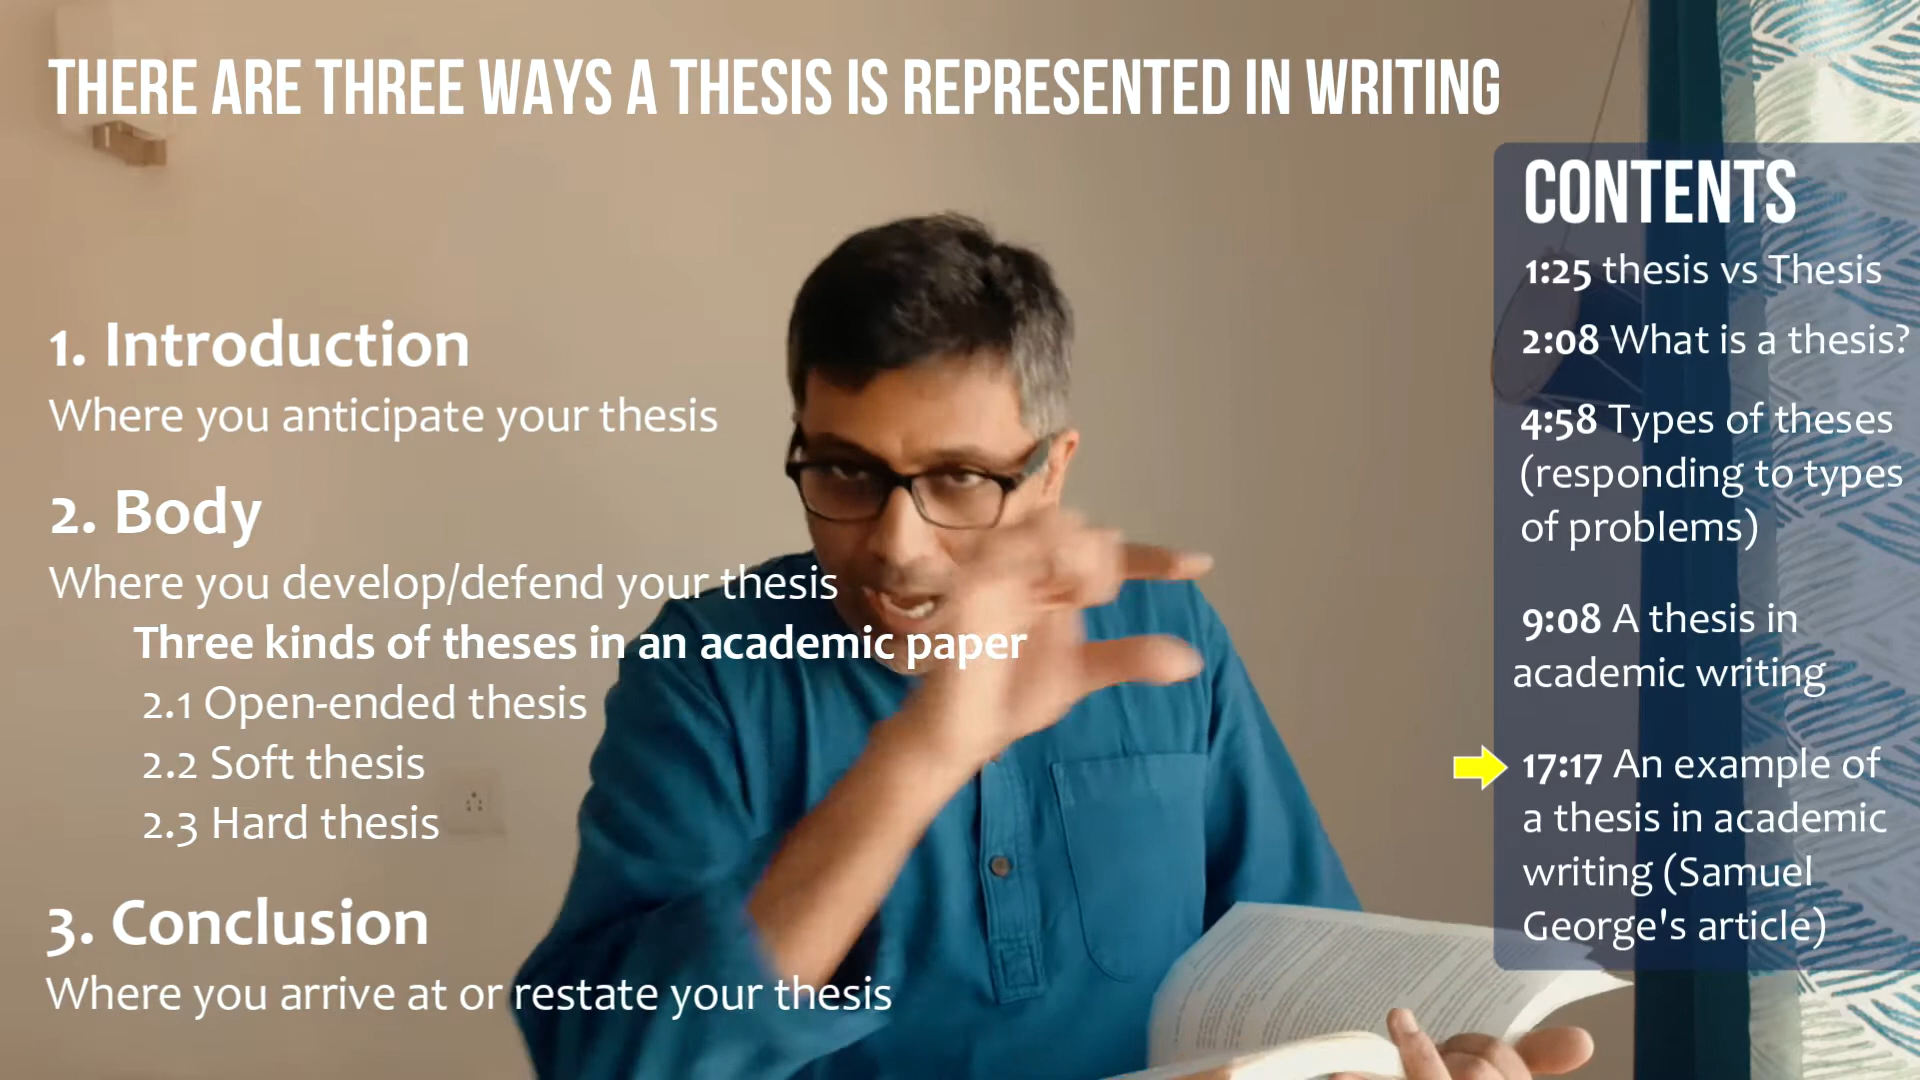 THERE ARE THREE WAYS A THESIS IS REPRESENTED IN WRITING
1. Introduction
Where you anticipate your thesis
2. Body
Where you develop/defend your thesis
Three kinds of theses in an academic paper
2.1 Open-ended thesis
2.2 Soft thesis
2.3 Hard thesis
3. Conclusion
Where you arrive at or restate your thesis
CONTENTS
1:25 thesis vs Thesis
2:08 What is a thesis?
4:58 Types of theses
(responding to types
of problems)
9:08 A thesis in
academic writing
17:17 An example of
a thesis in academic
writing (Samuel
George's article)